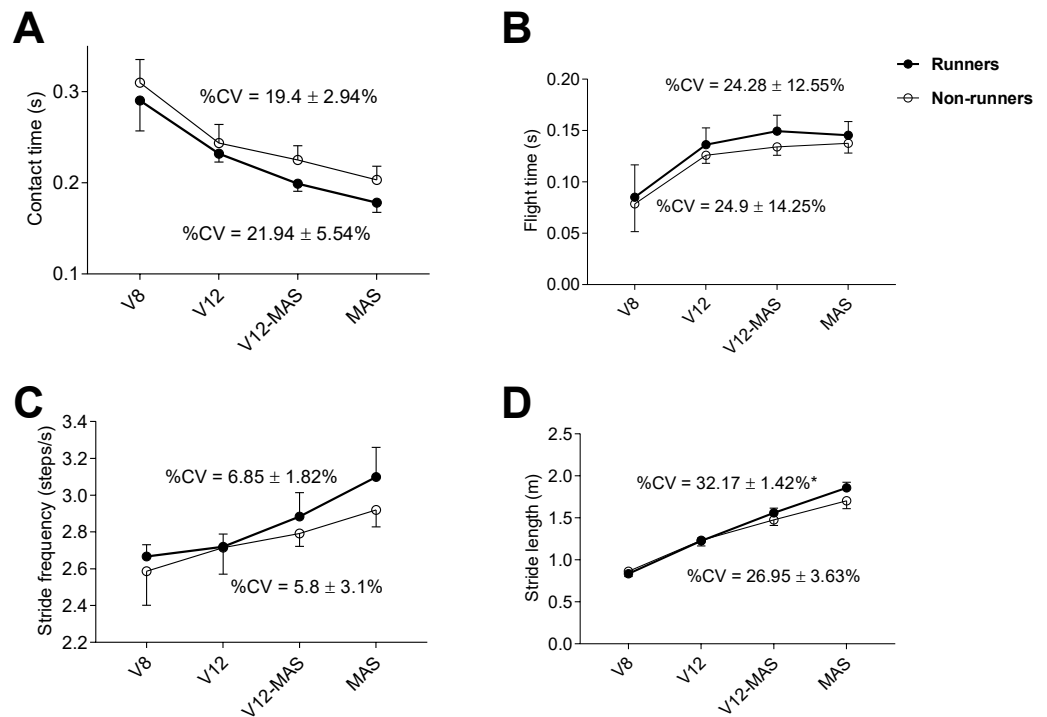 A
Contact time (s)
0.3
0.2
0.1
%CV = 19.4 ± 2.94%
%CV = 21.94 ± 5.54%
V8
V12
V12-MAS
MAS
B
Flight time (s)
0.20
0.15
0.10
0.05
0.00
%CV = 24.28 ± 12.55%
%CV = 24.9 ± 14.25%
V8
V12
V12-MAS
MAS
Runners
Non-runners
C
Stride frequency (steps/s)
3.4
3.2
3.0
2.8
2.6
2.4
2.2
%CV = 6.85 ± 1.82%
%CV = 5.8 ± 3.1%
V8
V12
V12-MAS
MAS
D
Stride length (m)
2.5
2.0
1.5
1.0
0.5
0.0
%CV = 32.17 ± 1.42%*
%CV = 26.95 ± 3.63%
V8
V12
V12-MAS
MAS